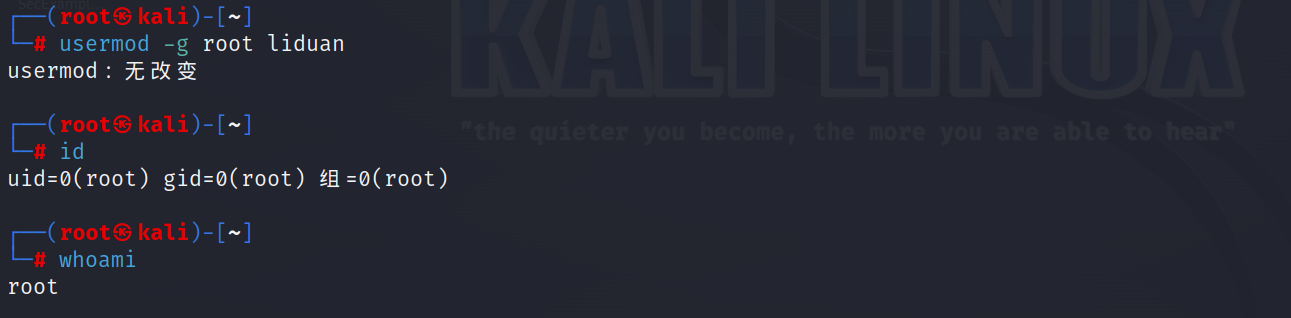 ┌──(root㉿kali)-[~]
└─# usermod -g root liduan
usermod：无改变
┌──(root㉿kali)-[~]
└─# id
uid=0(root) gid=0(root) 组=0(root)
┌──(root㉿kali)-[~]
└─# whoami
root
KALI LINUX
"the quieter you become, the more you are able to hear"